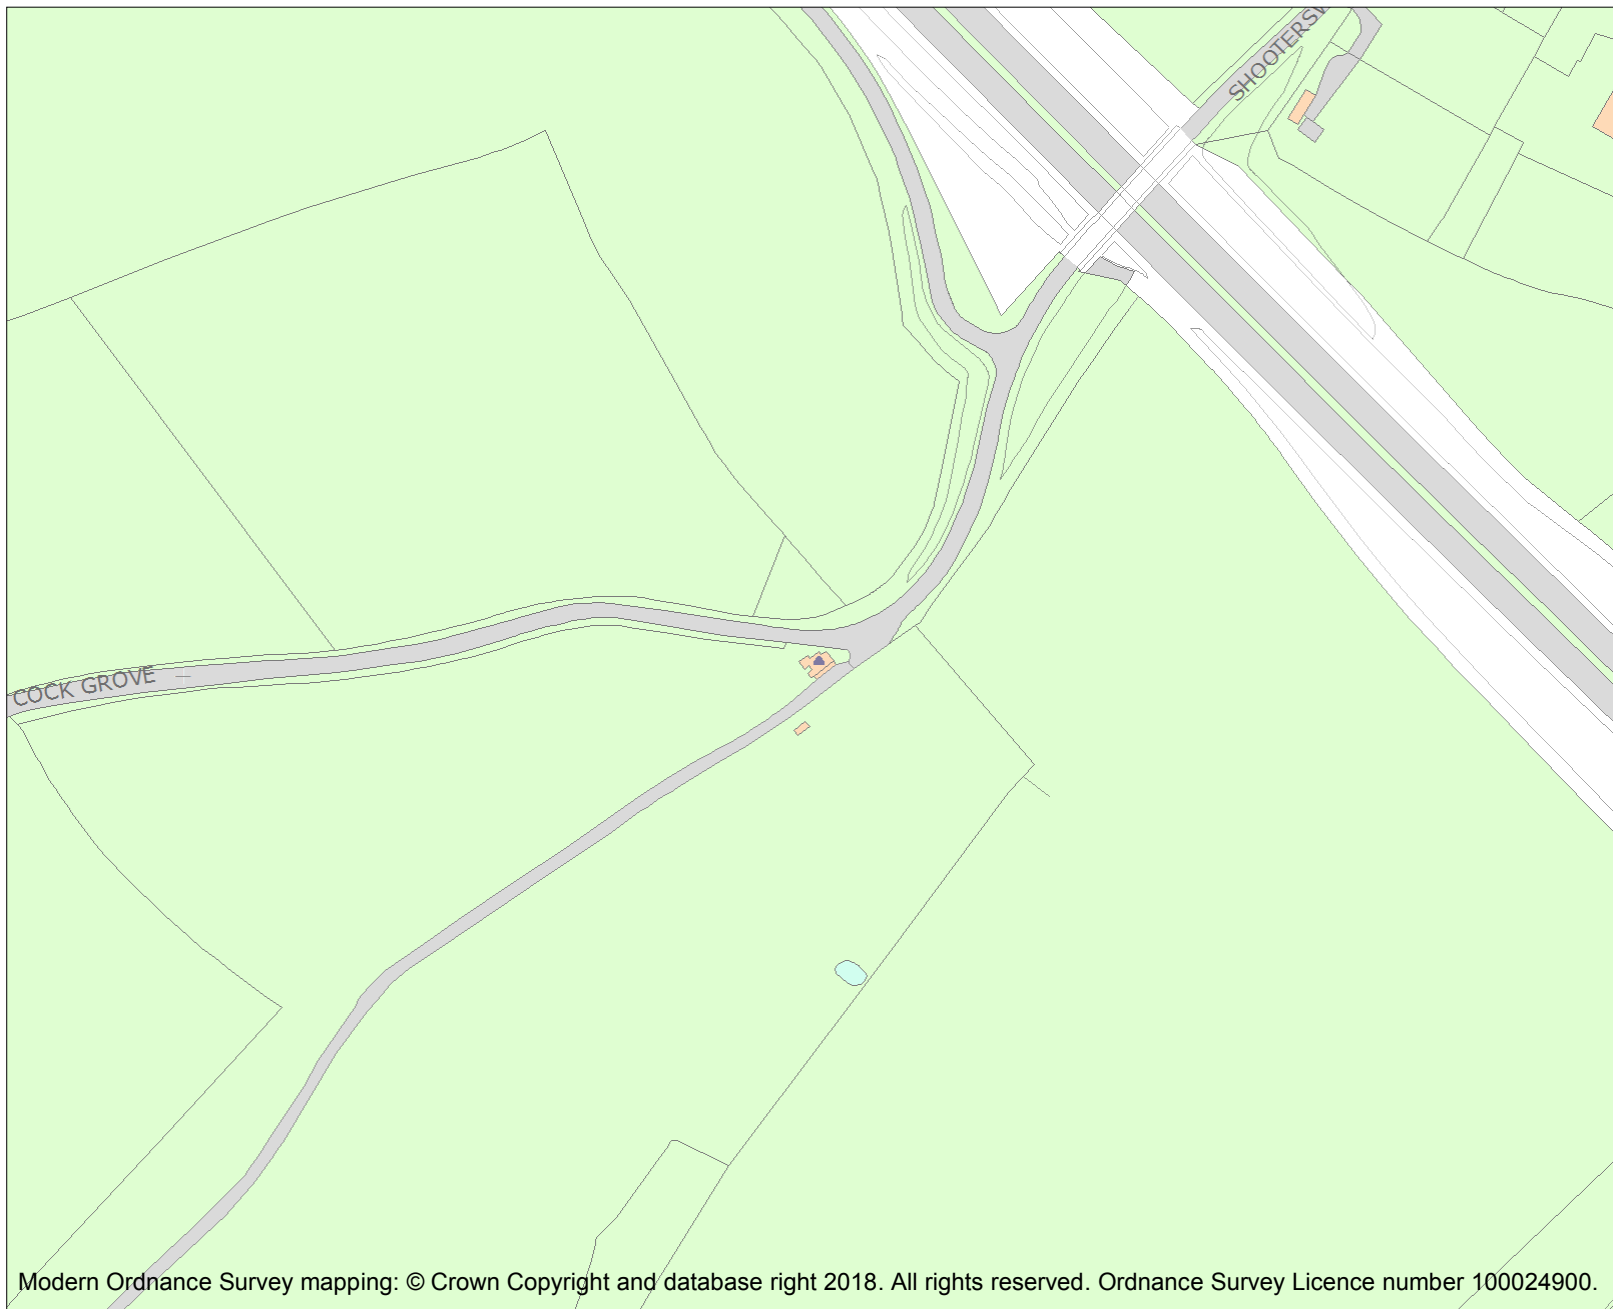 SHOOTERSW
COCK GROVE
Modern Ordnance Survey mapping: © Crown Copyright and database right 2018. All rights reserved. Ordnance Survey Licence number 100024900.